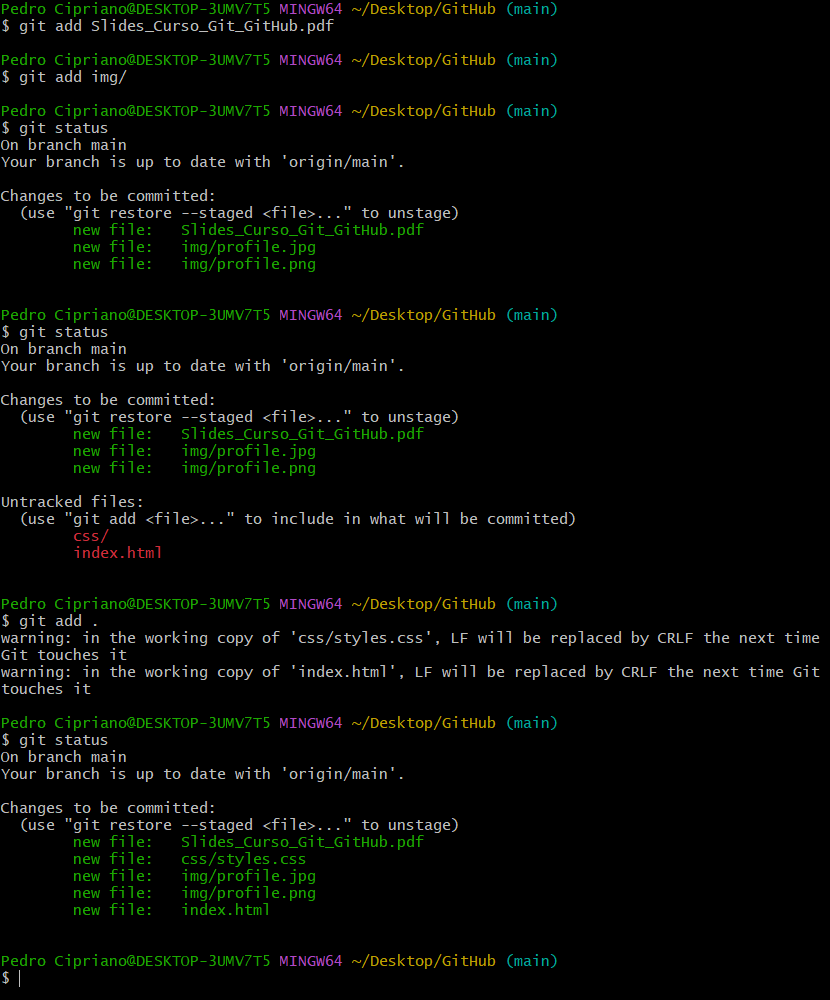 Pedro Cipriano@DESKTOP-3UMV7T5 MINGW64 ~/Desktop/GitHub (main)
$ git add Slides_Curso_Git_GitHub.pdf

Pedro Cipriano@DESKTOP-3UMV7T5 MINGW64 ~/Desktop/GitHub (main)
$ git add img/

Pedro Cipriano@DESKTOP-3UMV7T5 MINGW64 ~/Desktop/GitHub (main)
$ git status
On branch main
Your branch is up to date with 'origin/main'.

Changes to be committed:
  (use "git restore --staged <file>..." to unstage)
        new file:   Slides_Curso_Git_GitHub.pdf
        new file:   img/profile.jpg
        new file:   img/profile.png


Pedro Cipriano@DESKTOP-3UMV7T5 MINGW64 ~/Desktop/GitHub (main)
$ git status
On branch main
Your branch is up to date with 'origin/main'.

Changes to be committed:
  (use "git restore --staged <file>..." to unstage)
        new file:   Slides_Curso_Git_GitHub.pdf
        new file:   img/profile.jpg
        new file:   img/profile.png

Untracked files:
  (use "git add <file>..." to include in what will be committed)
        css/
        index.html


Pedro Cipriano@DESKTOP-3UMV7T5 MINGW64 ~/Desktop/GitHub (main)
$ git add .
warning: in the working copy of 'css/styles.css', LF will be replaced by CRLF the next time
Git touches it
warning: in the working copy of 'index.html', LF will be replaced by CRLF the next time Git
touches it

Pedro Cipriano@DESKTOP-3UMV7T5 MINGW64 ~/Desktop/GitHub (main)
$ git status
On branch main
Your branch is up to date with 'origin/main'.

Changes to be committed:
  (use "git restore --staged <file>..." to unstage)
        new file:   Slides_Curso_Git_GitHub.pdf
        new file:   css/styles.css
        new file:   img/profile.jpg
        new file:   img/profile.png
        new file:   index.html


Pedro Cipriano@DESKTOP-3UMV7T5 MINGW64 ~/Desktop/GitHub (main)
$